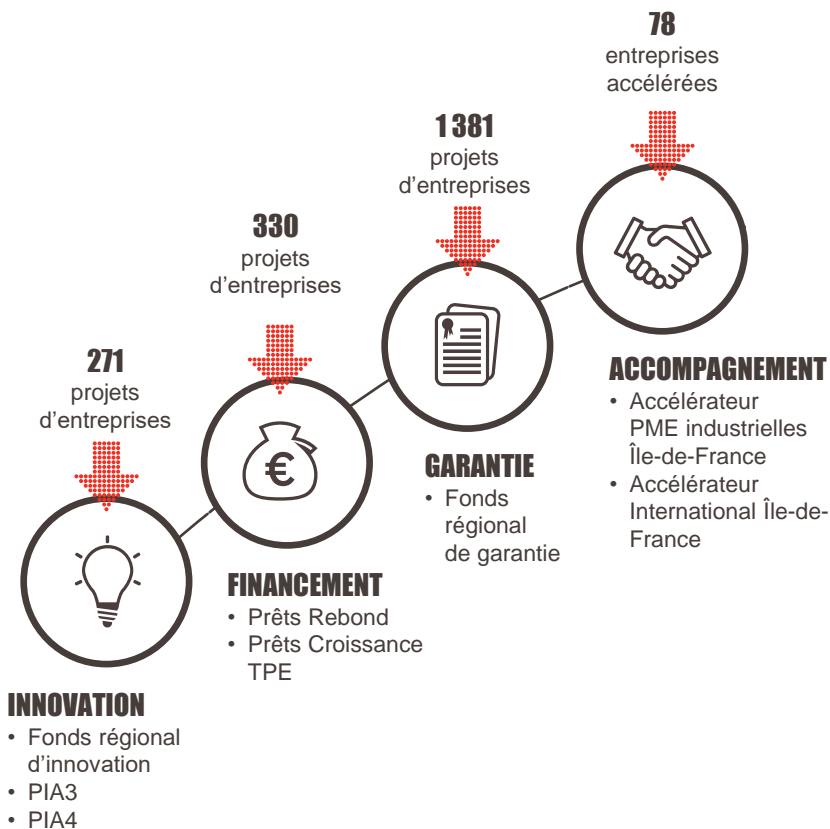 271
projets
d’entreprises
INNOVATION
• Fonds régional
d’innovation
• PIA3
• PIA4
330
projets
d’entreprises
€
FINANCEMENT
• Prêts Rebond
• Prêts Croissance
TPE
1 381
projets
d’entreprises
GARANTIE
• Fonds
régional
de garantie
78
entreprises
accélérées
ACCOMPAGNEMENT
• Accélérateur
PME industrielles
Île-de-France
• Accélérateur
International Île-de-
France